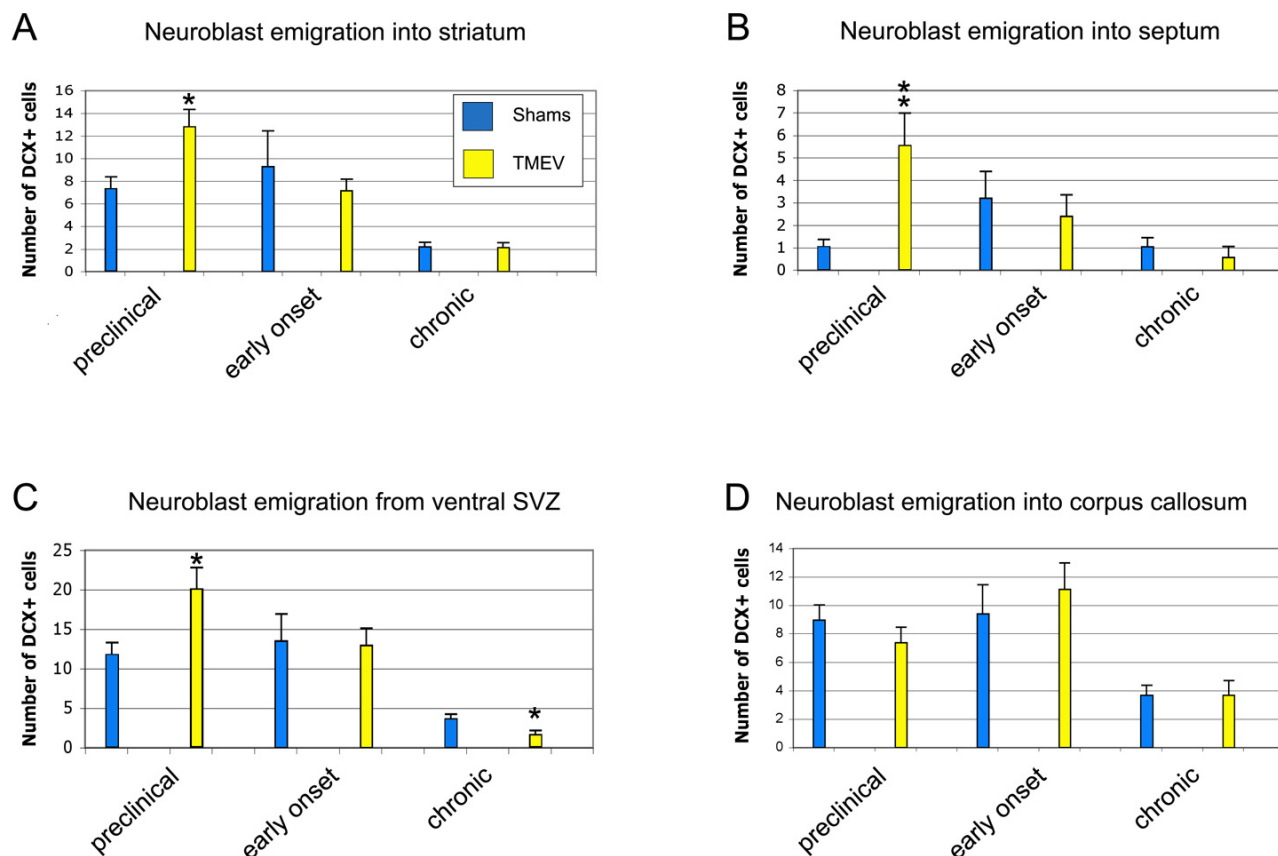 A
Neuroblast emigration into striatum
Number of DCX+ cells
16
14
12
10
8
6
4
2
0
*
Shams
TMEV
preclinical
early onset
chronic
B
Neuroblast emigration into septum
Number of DCX+ cells
8
7
6
5
4
3
2
1
0
*
*
preclinical
early onset
chronic
C
Neuroblast emigration from ventral SVZ
Number of DCX+ cells
25
20
15
10
5
0
*
*
preclinical
early onset
chronic
D
Neuroblast emigration into corpus callosum
Number of DCX+ cells
14
12
10
8
6
4
2
0
preclinical
early onset
chronic